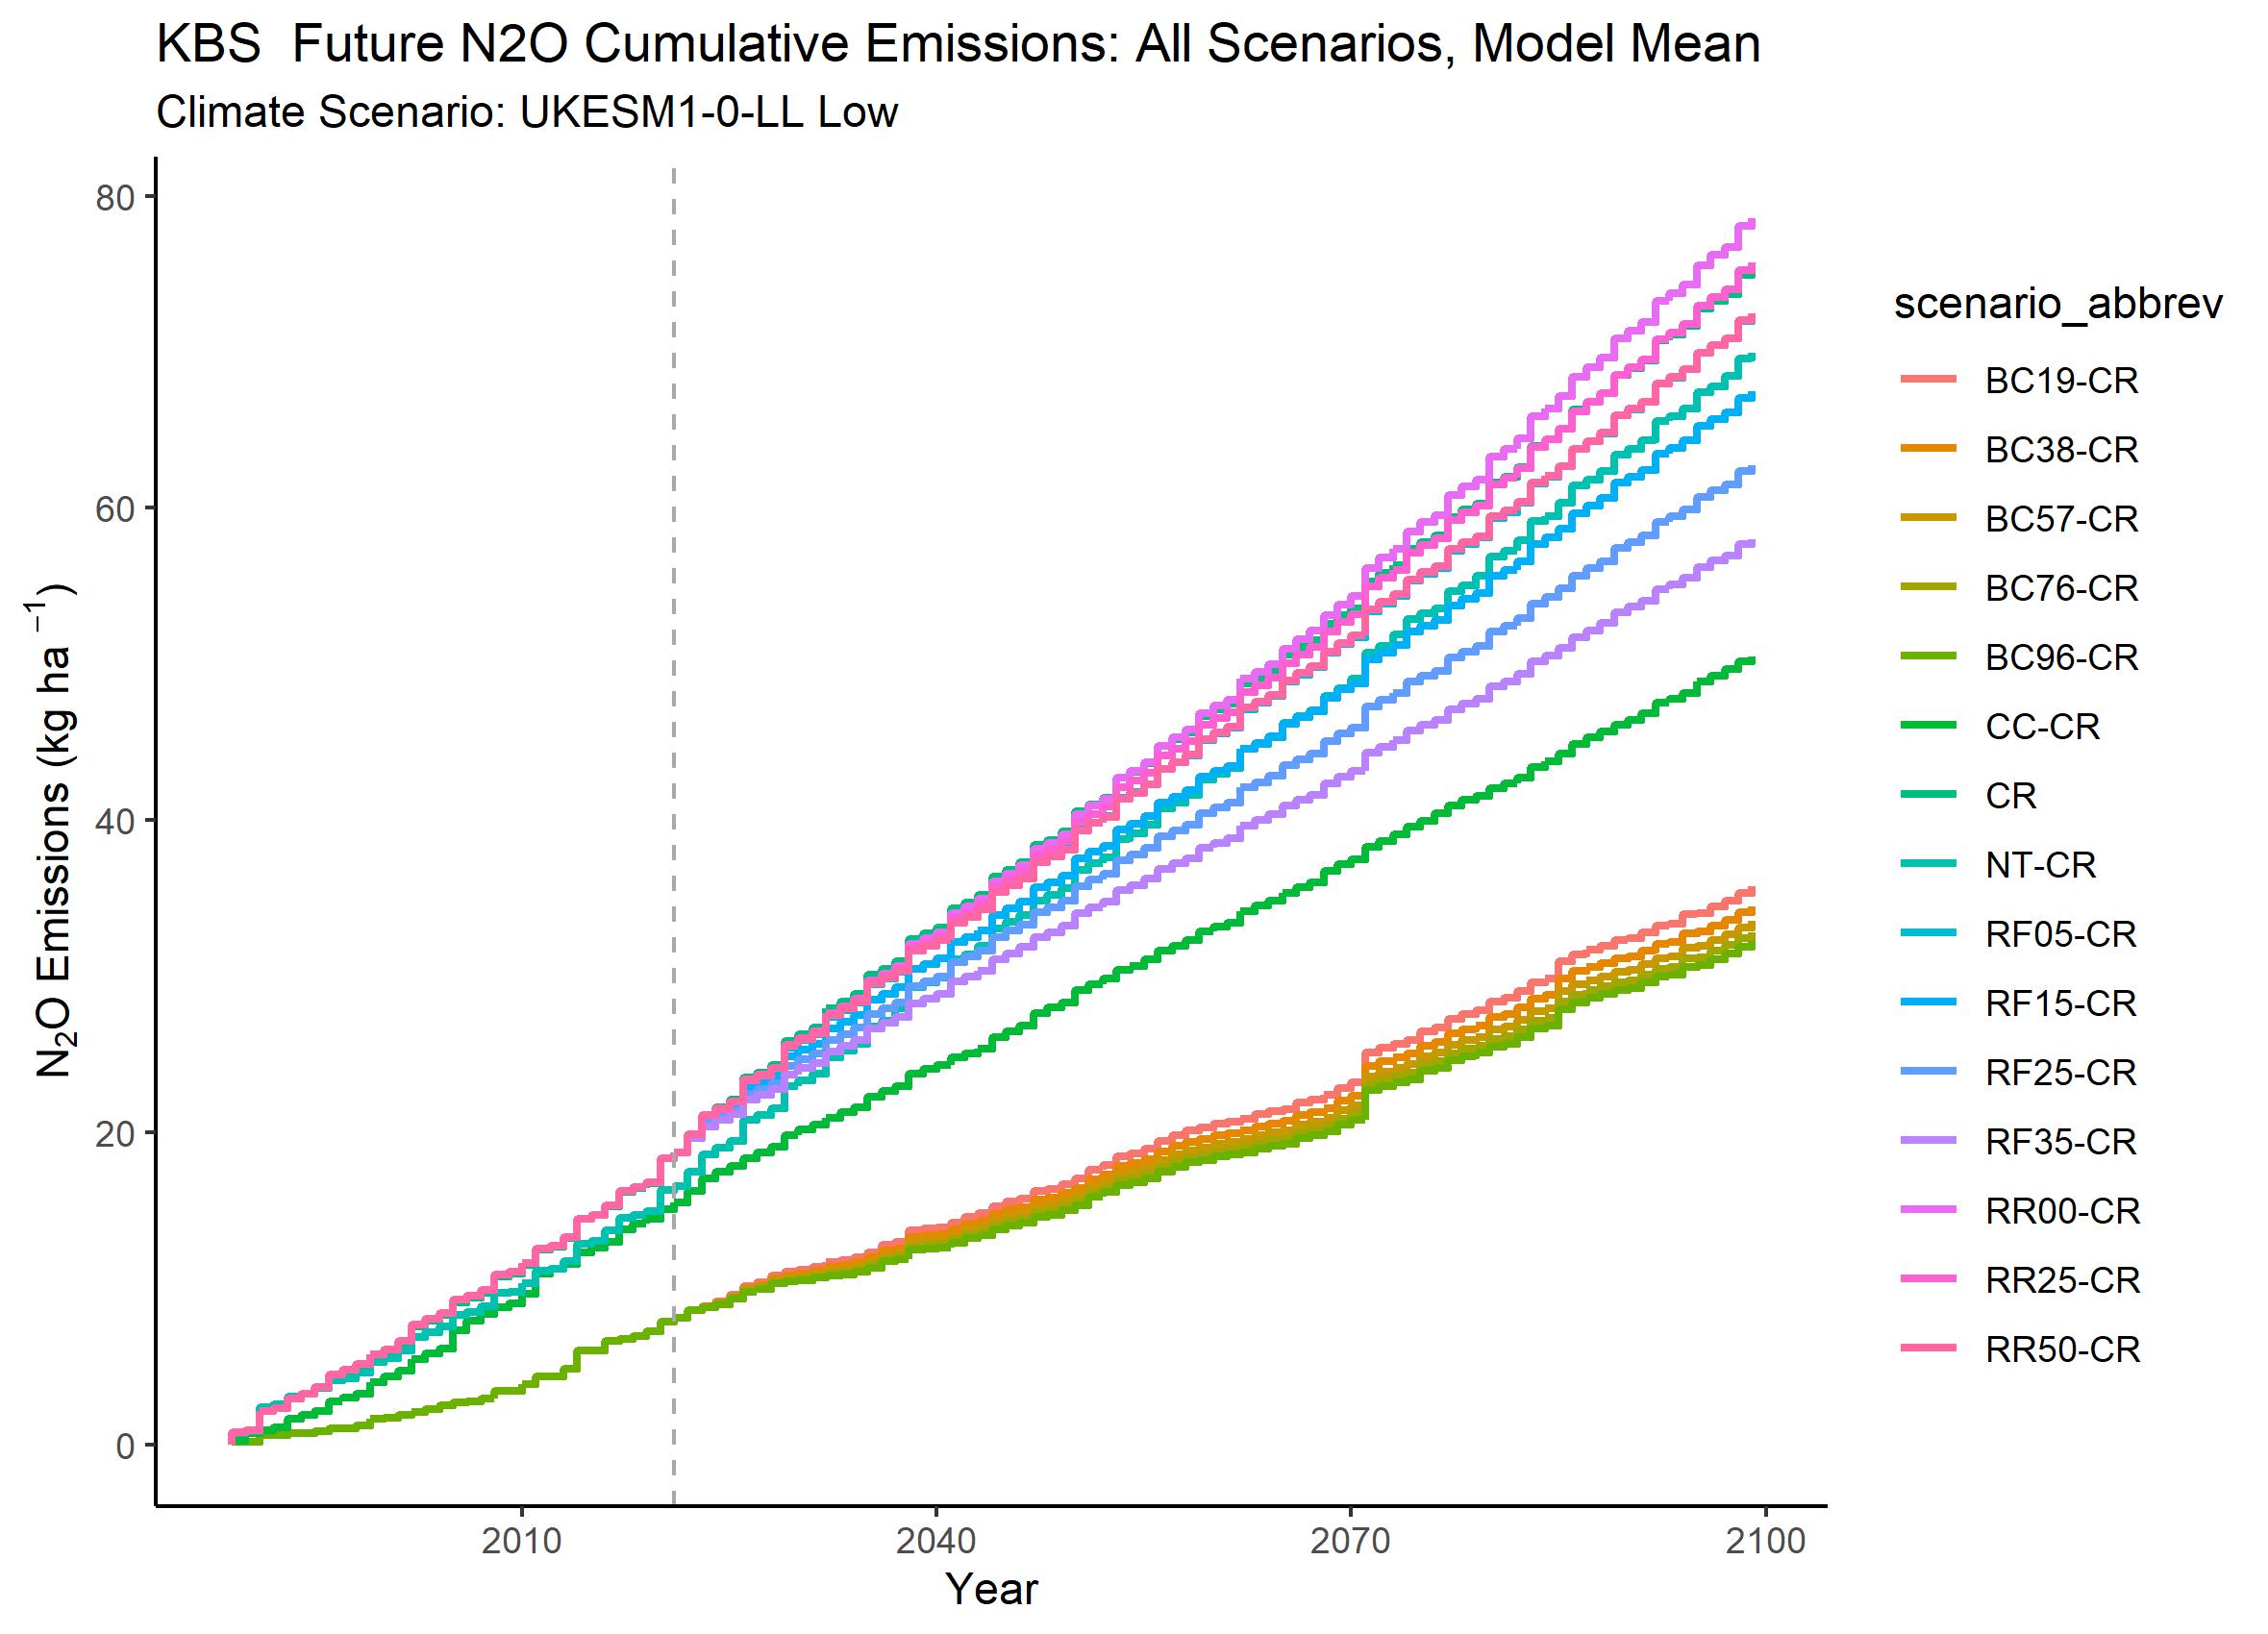 KBS  Future N2O Cumulative Emissions: All Scenarios, Model Mean
Climate Scenario: UKESM1-0-LL Low
80
60
40
20
0
N₂O Emissions (kg ha ⁻¹)
2010
2040
2070
2100
Year
scenario_abbrev
BC19-CR
BC38-CR
BC57-CR
BC76-CR
BC96-CR
CC-CR
CR
NT-CR
RF05-CR
RF15-CR
RF25-CR
RF35-CR
RR00-CR
RR25-CR
RR50-CR